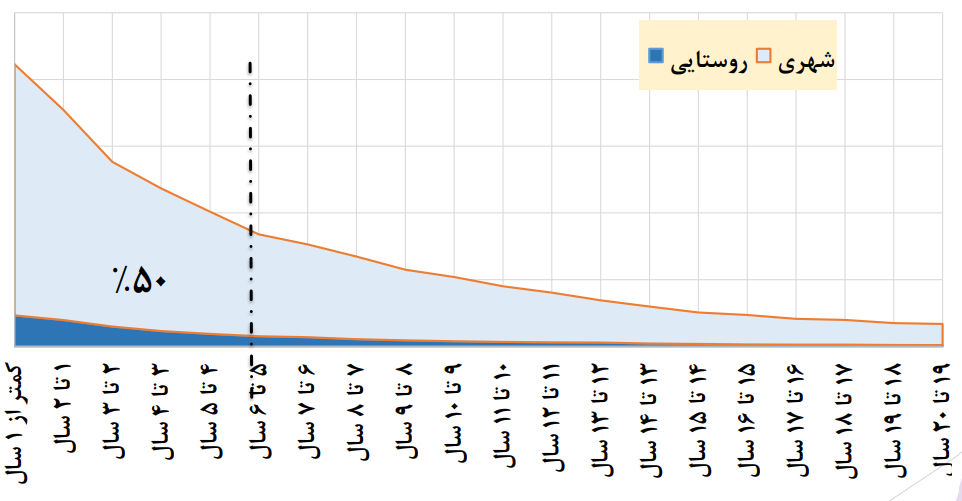 شهری روستایی
٪۵۰
کمتر از ۱ سال
۱ تا ۲ سال
۲ تا ۳ سال
۳ تا ۴ سال
۴ تا ۵ سال
۵ تا ۶ سال
۶ تا ۷ سال
۷ تا ۸ سال
۸ تا ۹ سال
۹ تا ۱۰ سال
۱۰ تا ۱۱ سال
۱۱ تا ۱۲ سال
۱۲ تا ۱۳ سال
۱۳ تا ۱۴ سال
۱۴ تا ۱۵ سال
۱۵ تا ۱۶ سال
۱۶ تا ۱۷ سال
۱۷ تا ۱۸ سال
۱۸ تا ۱۹ سال
۱۹ تا ۲۰ سال